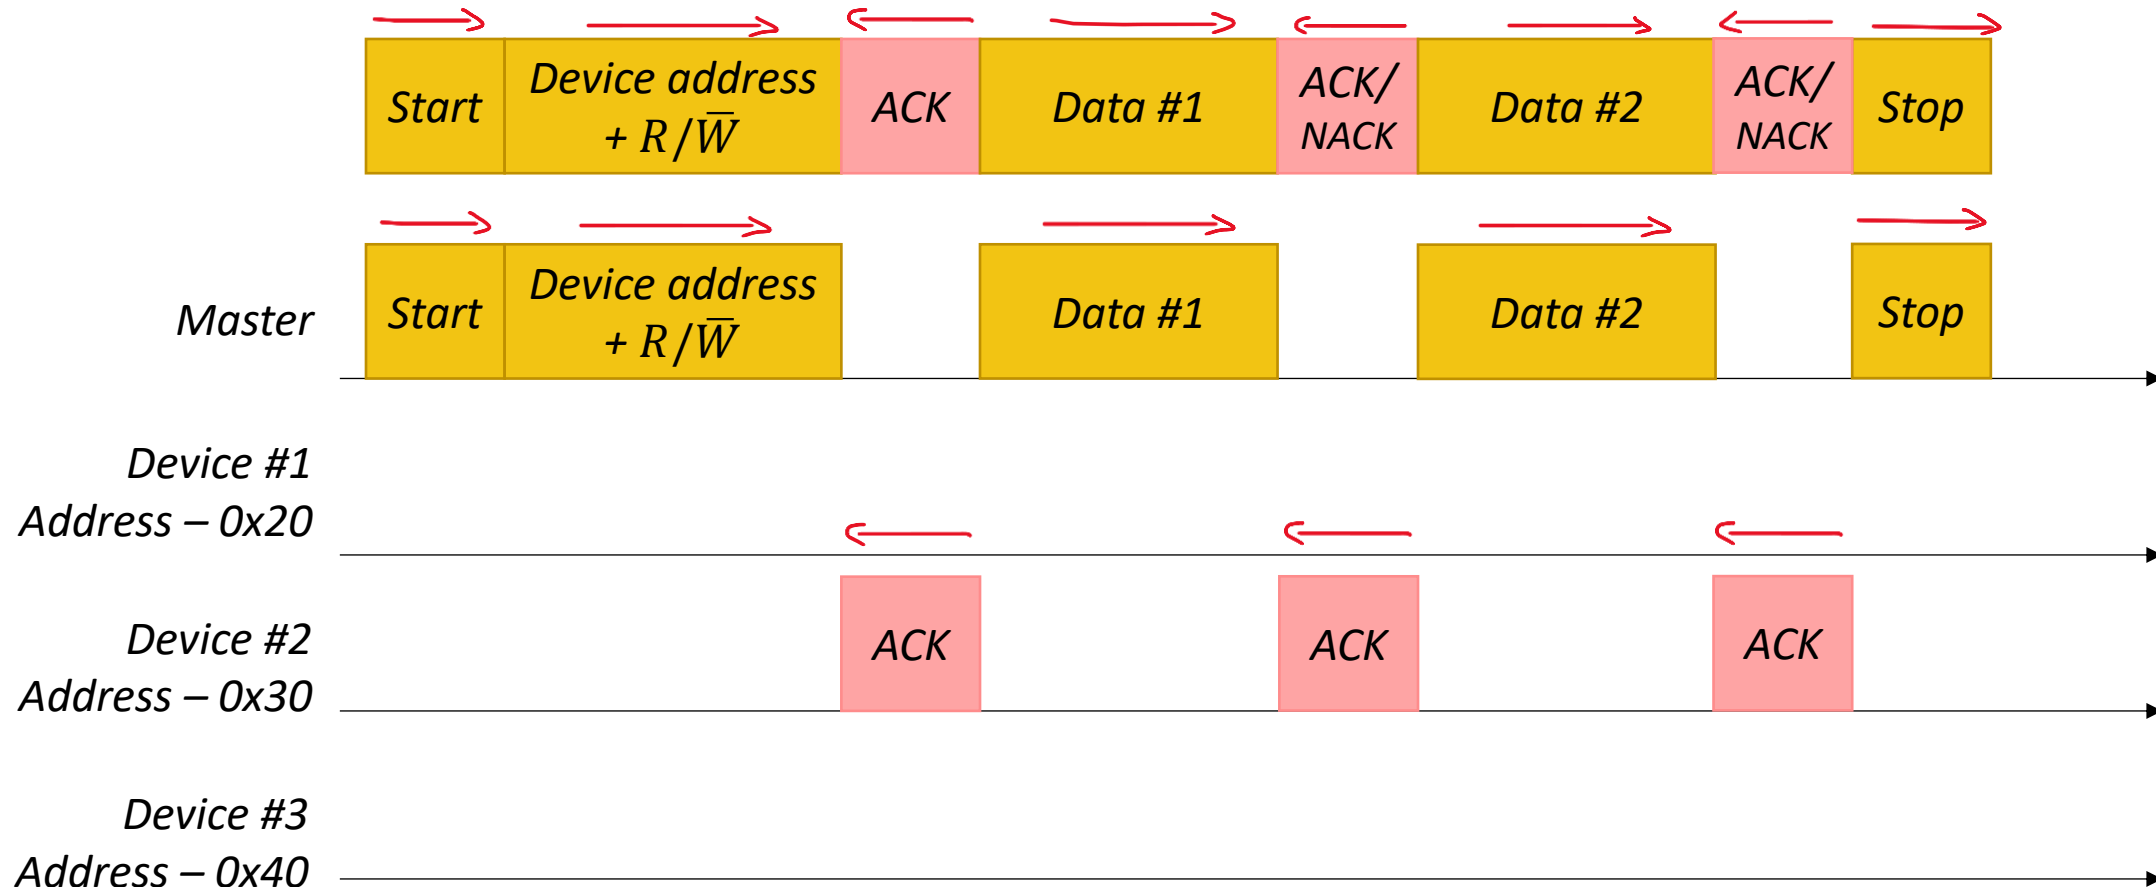 Start
Device address
+ R/W̅
ACK
Data #1
ACK/
NACK
Data #2
ACK/
NACK
Stop
Master
Start
Device address
+ R/W̅
Data #1
Data #2
Stop
Device #1
Address – 0x20
Device #2
Address – 0x30
ACK
ACK
ACK
Device #3
Address – 0x40